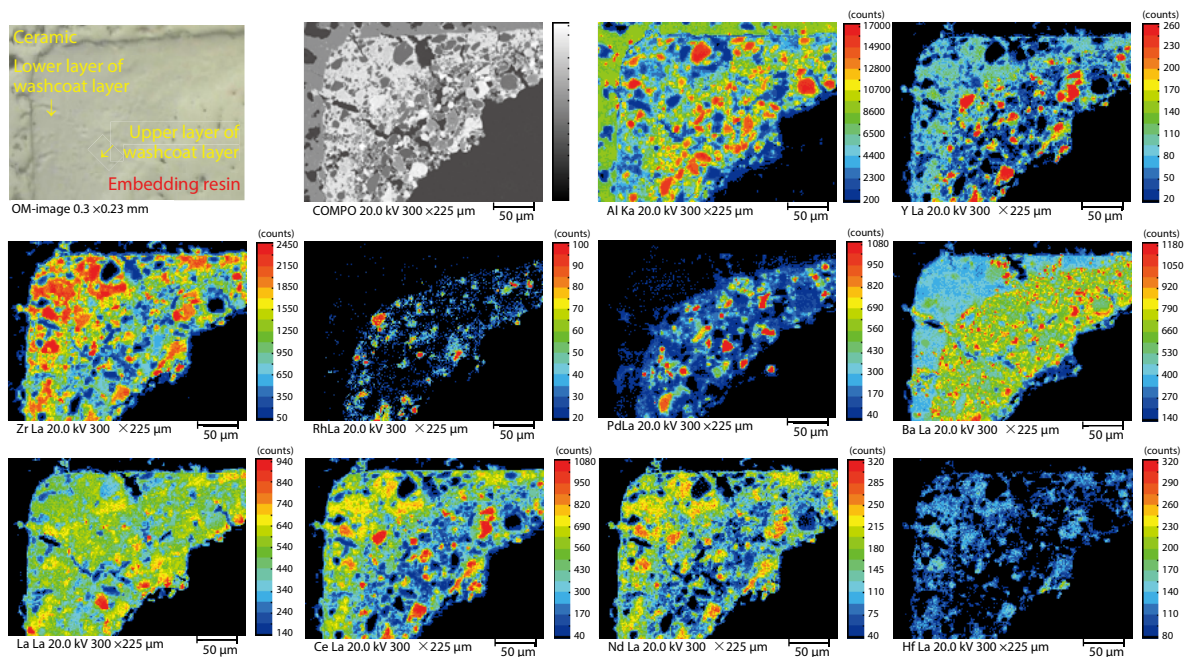 Ceramic
Lower layer of
washcoat layer
↓
Upper layer of
washcoat layer
Embedding resin
OM-image 0.3 ×0.23 mm
COMPO 20.0 kV 300 ×225 μm
50 μm
(counts)
17000
14900
17800
10700
8600
6500
4400
2200
200
Al Ka 20.0 kV 300 ×225 μm
50 μm
(counts)
260
230
200
170
140
110
80
50
20
Y La 20.0 kV 300 ×225 μm
50 μm
(counts)
2450
2150
1850
1550
1250
950
650
350
50
Zr La 20.0 kV 300 ×225 μm
50 μm
(counts)
100
90
80
70
60
50
40
30
20
RhLa 20.0 kV 300 ×225 μm
50 μm
(counts)
1080
950
820
690
560
430
300
170
40
PdLa 20.0 kV 300 ×225 μm
50 μm
(counts)
1180
1050
920
790
660
530
400
270
140
Ba La 20.0 kV 300 ×225 μm
50 μm
(counts)
940
840
740
640
540
440
340
240
140
La La 20.0 kV 300 ×225 μm
50 μm
(counts)
1080
950
820
690
560
430
300
170
40
Ce La 20.0 kV 300 ×225 μm
50 μm
(counts)
320
285
250
215
180
145
110
75
40
Nd La 20.0 kV 300 ×225 μm
50 μm
(counts)
320
290
260
230
200
170
140
110
80
Hf La 20.0 kV 300 ×225 μm
50 μm